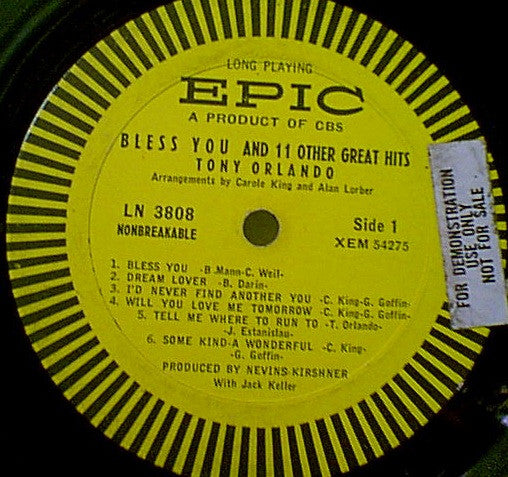 LONG PLAYING
EPIC
A PRODUCT OF CBS
BLESS YOU AND 11 OTHER GREAT HITS
TONY ORLANDO
Arrangements by Carole King and Alan Lorber
LN 3808
NONBREAKABLE
Side 1
XEM 54275
1. BLESS YOU -B. Mann-C. Weil-
2. DREAM LOVER -B. Darin-
3. I'D NEVER FIND ANOTHER YOU -C. King-G. Goffin-
4. WILL YOU LOVE ME TOMORROW -C. King-G. Goffin-
5. TELL ME WHERE TO RUN TO -T. Orlando-
-J. Estanislau-
6. SOME KIND-A WONDERFUL -C. King-
-G. Goffin-
PRODUCED BY NEVINS-KIRSHNER
With Jack Keller
FOR DEMONSTRATION
USE ONLY
NOT FOR SALE